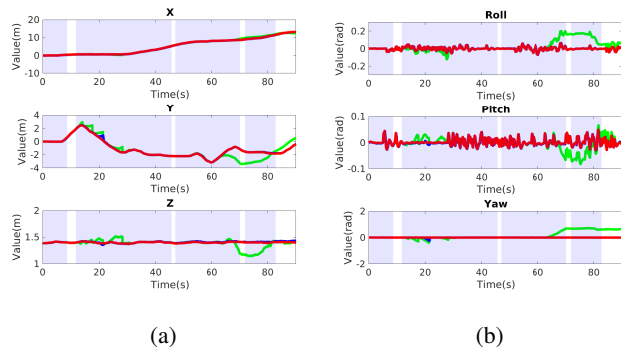 X
Value(m)
20
10
0
-10
0 20 40 60 80
Time(s)
Y
Value(m)
4
2
0
-2
-4
0 20 40 60 80
Time(s)
Z
Value(m)
2
1.5
1
0 20 40 60 80
Time(s)
(a)
Roll
Value(rad)
0.2
0
-0.2
0 20 40 60 80
Time(s)
Pitch
Value(rad)
0.1
0
-0.1
0 20 40 60 80
Time(s)
Yaw
Value(rad)
2
0
-2
0 20 40 60 80
Time(s)
(b)